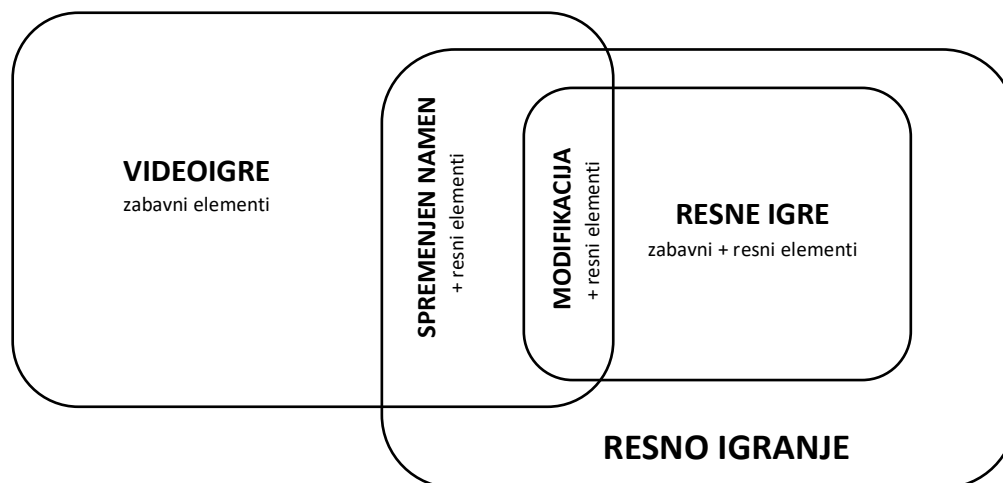 VIDEOIGRE
zabavni elementi
SPREMENJEN NAMEN
+ resni elementi
MODIFIKACIJA
+ resni elementi
RESNE IGRE
zabavni + resni elementi
RESNO IGRANJE